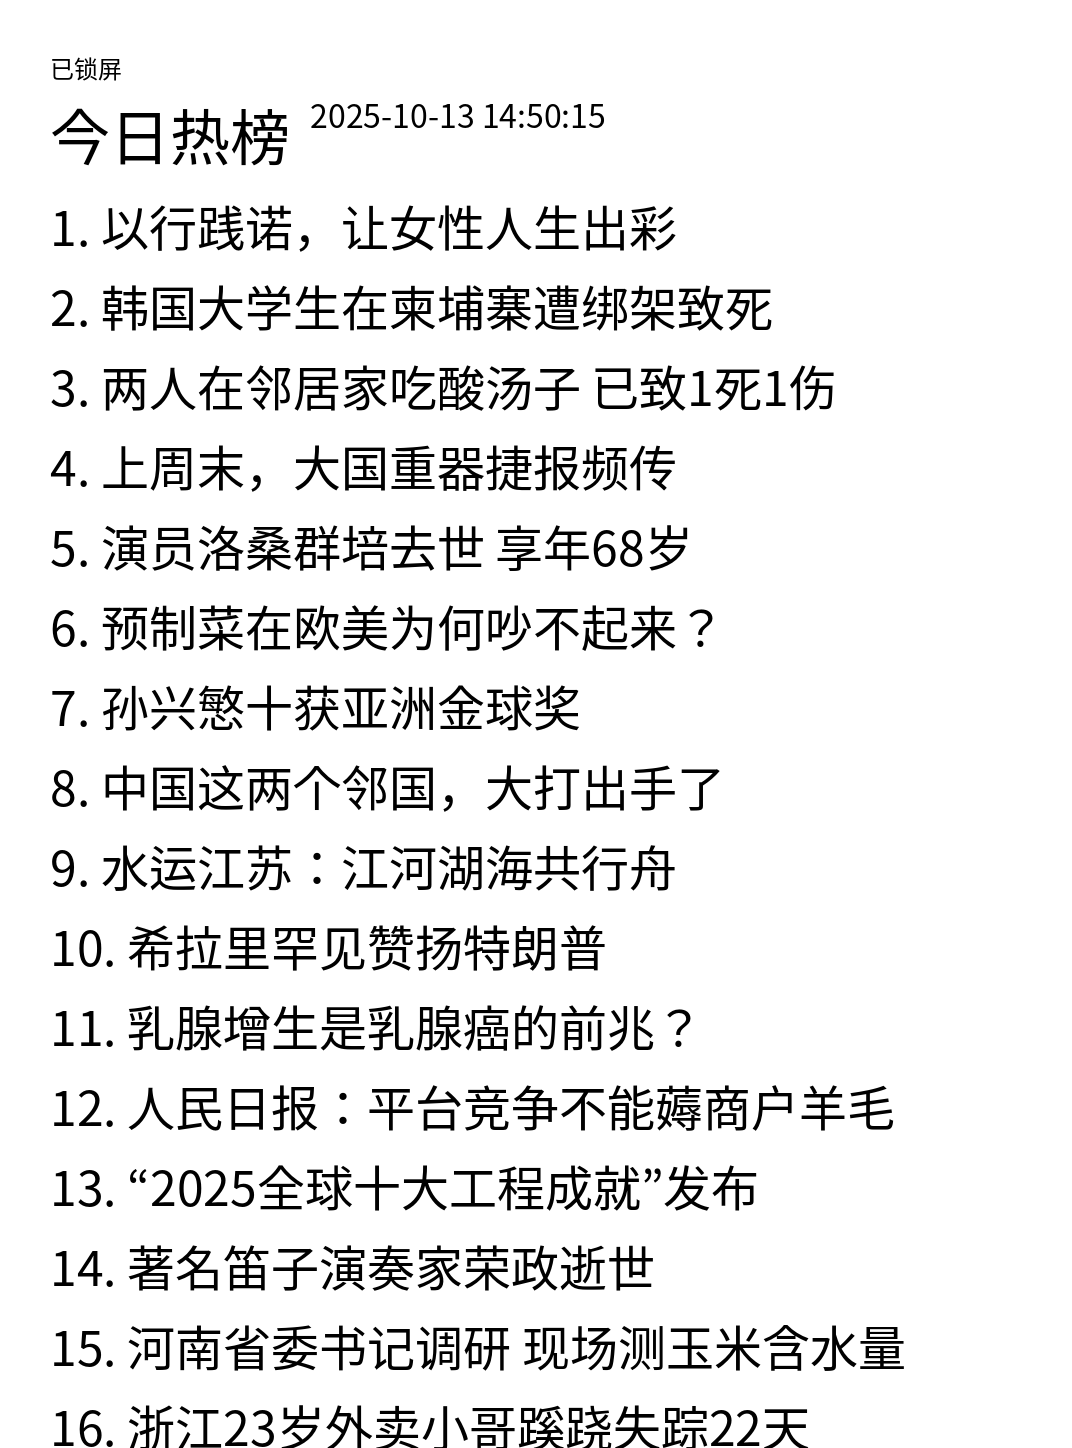 已锁屏
今日热榜 2025-10-13 14:50:15
1. 以行践诺，让女性人生出彩
2. 韩国大学生在柬埔寨遭绑架致死
3. 两人在邻居家吃酸汤子 已致1死1伤
4. 上周末，大国重器捷报频传
5. 演员洛桑群培去世 享年68岁
6. 预制菜在欧美为何吵不起来？
7. 孙兴慜十获亚洲金球奖
8. 中国这两个邻国，大打出手了
9. 水运江苏：江河湖海共行舟
10. 希拉里罕见赞扬特朗普
11. 乳腺增生是乳腺癌的前兆？
12. 人民日报：平台竞争不能薅商户羊毛
13. “2025全球十大工程成就”发布
14. 著名笛子演奏家荣政逝世
15. 河南省委书记调研 现场测玉米含水量
16. 浙江23岁外卖小哥蹊跷失踪22天